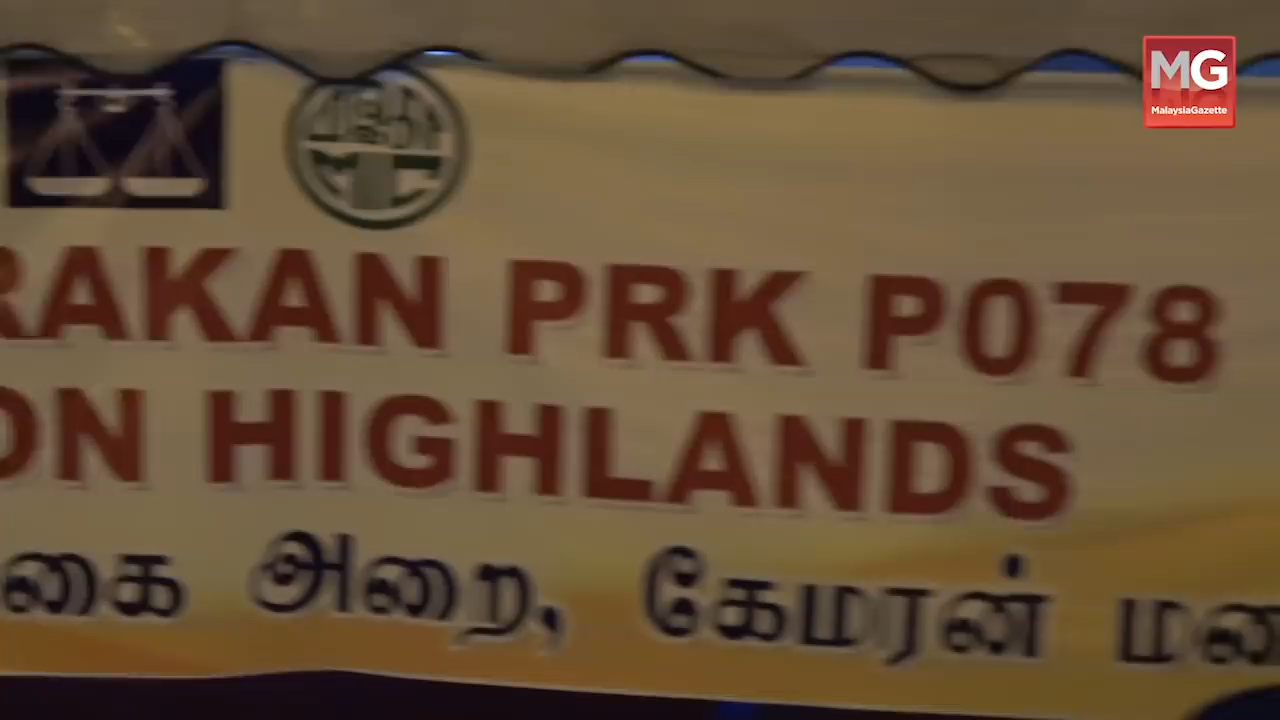 MG
MalaysiaGazette
RAKAN PRK P078
ON HIGHLANDS
கை அறை, கேமரன்